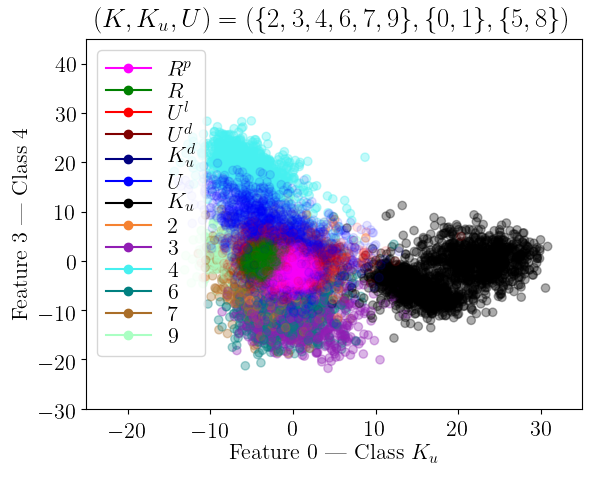 (K, K_u, U) = ({2, 3, 4, 6, 7, 9}, {0, 1}, {5, 8})
Feature 3 — Class 4
40
30
20
10
0
−10
−20
−30
R^p
R
U^l
U^d
K_u^d
U
K_u
2
3
4
6
7
9
−20 −10 0 10 20 30
Feature 0 — Class K_u